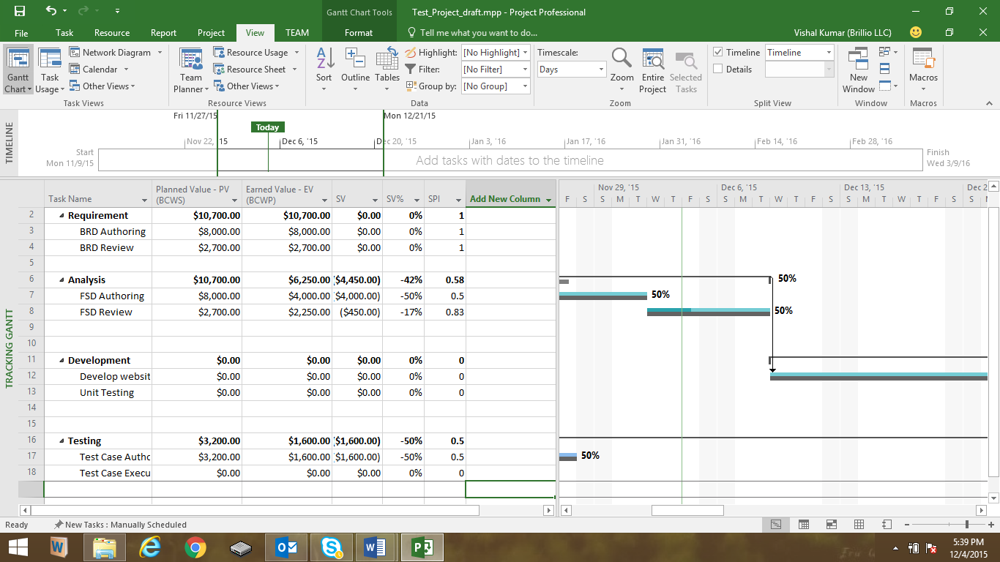 Gantt Chart Tools
Test_Project_draft.mpp - Project Professional
File Task Resource Report Project View TEAM Format Tell me what you want to do... Vishal Kumar (Brillio LLC)
Gantt Chart
Task Usage
Network Diagram
Calendar
Other Views
Task Views
Team Planner
Resource Usage
Resource Sheet
Other Views
Resource Views
Sort
Outline
Tables
Highlight: [No Highlight]
Filter: [No Filter]
Group by: [No Group]
Data
Timescale:
Days
Zoom
Entire Project
Selected Tasks
Zoom
Timeline Timeline
Details
Split View
New Window
Window
Macros
Macros
TIMELINE
Fri 11/27/15 Mon 12/21/15
Today
Nov 22, '15 Dec 6, '15 Dec 20, '15 Jan 3, '16 Jan 17, '16 Jan 31, '16 Feb 14, '16 Feb 28, '16
Start
Mon 11/9/15
Add tasks with dates to the timeline
Finish
Wed 3/9/16
TRACKING GANTT
Task Name Planned Value - PV (BCWS) Earned Value - EV (BCWP) SV SV% SPI Add New Column
Nov 29, '15 Dec 6, '15 Dec 13, '15 Dec 2
F S S M T W T F S S M T W T F S S M T W T F S S
2 Requirement $10,700.00 $10,700.00 $0.00 0% 1
3 BRD Authoring $8,000.00 $8,000.00 $0.00 0% 1
4 BRD Review $2,700.00 $2,700.00 $0.00 0% 1
5
6 Analysis $10,700.00 $6,250.00 ($4,450.00) -42% 0.58 50%
7 FSD Authoring $8,000.00 $4,000.00 ($4,000.00) -50% 0.5 50%
8 FSD Review $2,700.00 $2,250.00 ($450.00) -17% 0.83 50%
9
10
11 Development $0.00 $0.00 $0.00 0% 0
12 Develop websit $0.00 $0.00 $0.00 0% 0
13 Unit Testing $0.00 $0.00 $0.00 0% 0
14
15
16 Testing $3,200.00 $1,600.00 ($1,600.00) -50% 0.5
17 Test Case Autho $3,200.00 $1,600.00 ($1,600.00) -50% 0.5 50%
18 Test Case Execu $0.00 $0.00 $0.00 0% 0
Ready New Tasks : Manually Scheduled
5:39 PM
12/4/2015